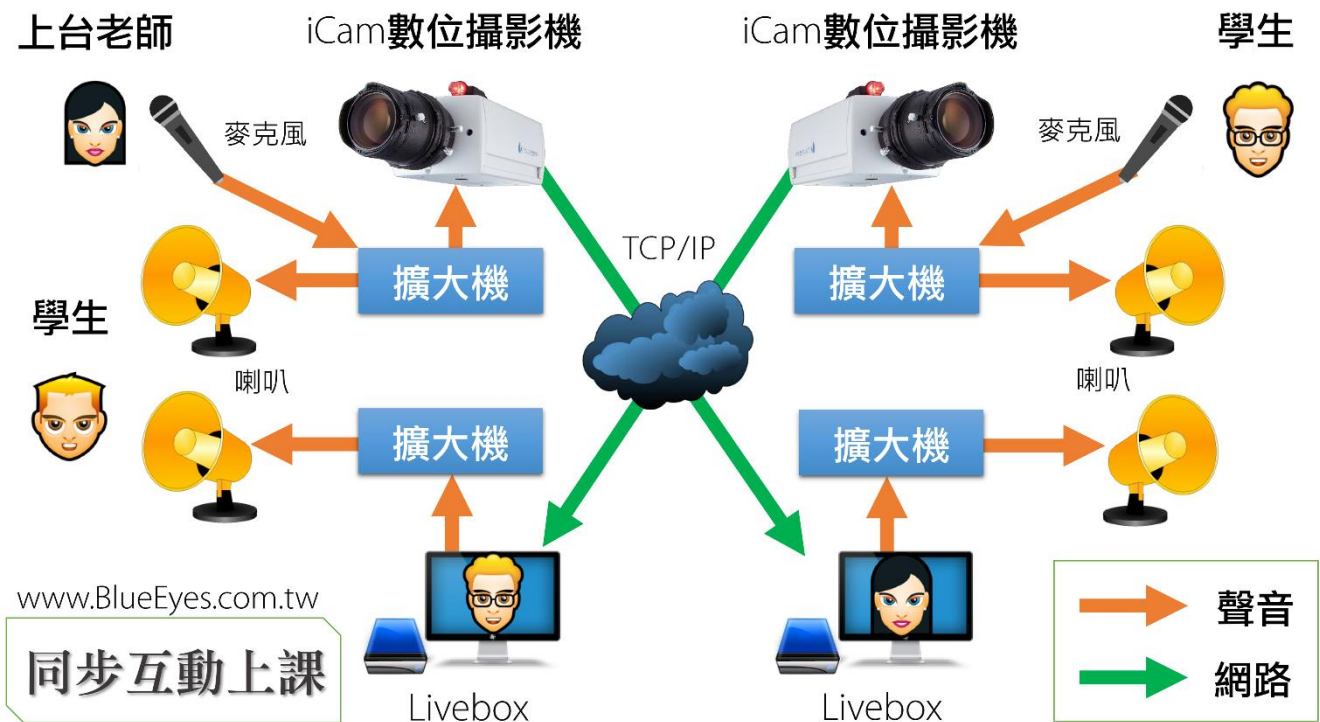 上台老師
iCam數位攝影機
iCam數位攝影機
學生
麥克風
麥克風
TCP/IP
擴大機
擴大機
學生
喇叭
喇叭
擴大機
擴大機
www.BlueEyes.com.tw
同步互動上課
Livebox
Livebox
聲音
網路